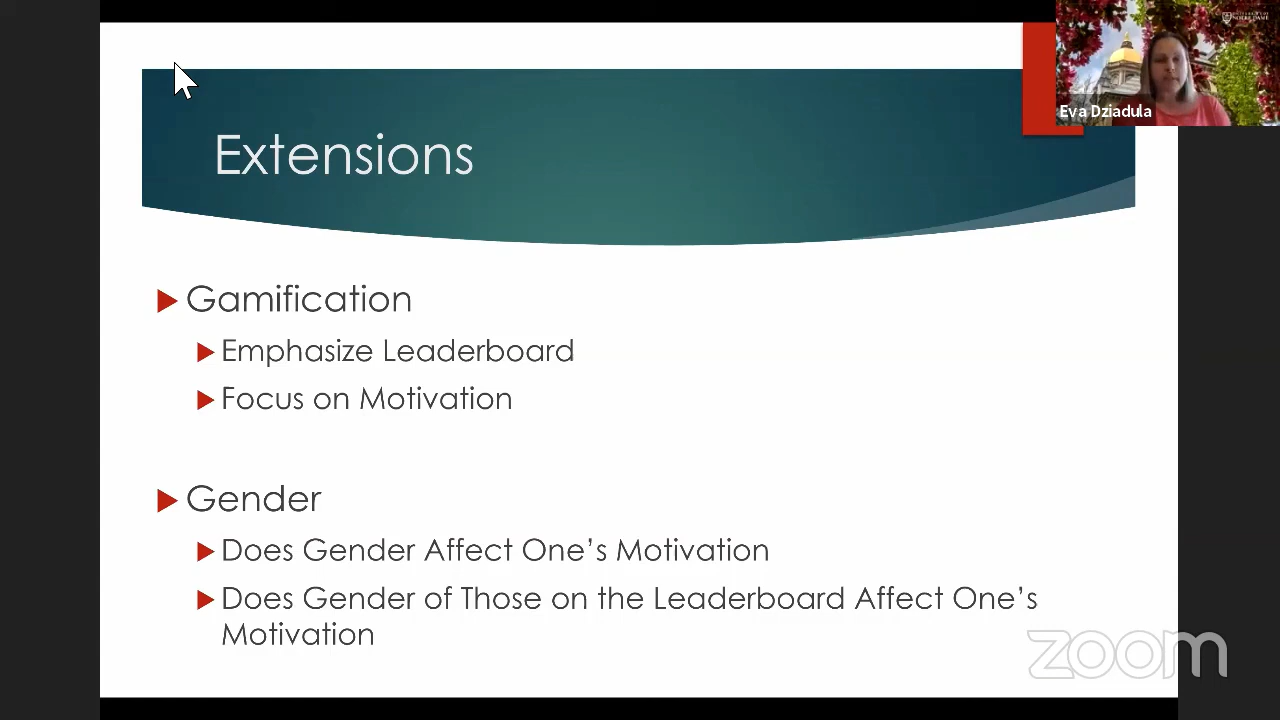 Extensions
Eva Dziadula
Gamification
Emphasize Leaderboard
Focus on Motivation
Gender
Does Gender Affect One’s Motivation
Does Gender of Those on the Leaderboard Affect One’s
Motivation
zoom